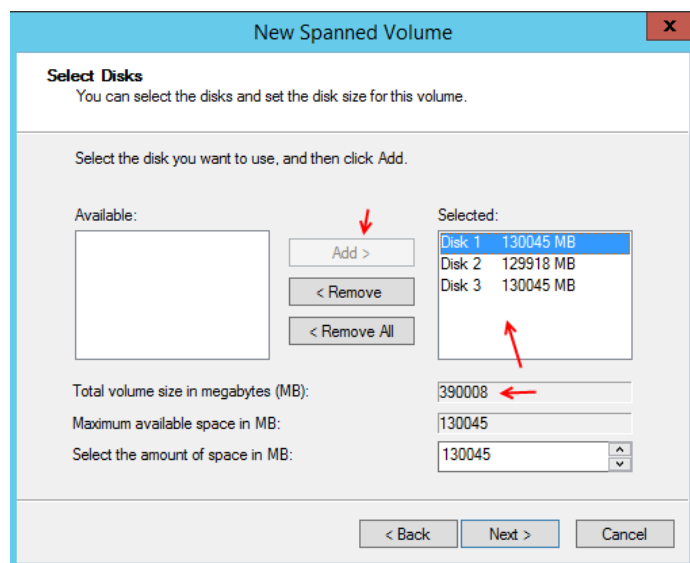 New Spanned Volume
x
Select Disks
You can select the disks and set the disk size for this volume.
Select the disk you want to use, and then click Add.
Available:
Selected:
Add >
< Remove
< Remove All
Disk 1 130045 MB
Disk 2 129918 MB
Disk 3 130045 MB
Total volume size in megabytes (MB): 390008
Maximum available space in MB: 130045
Select the amount of space in MB: 130045
< Back Next > Cancel